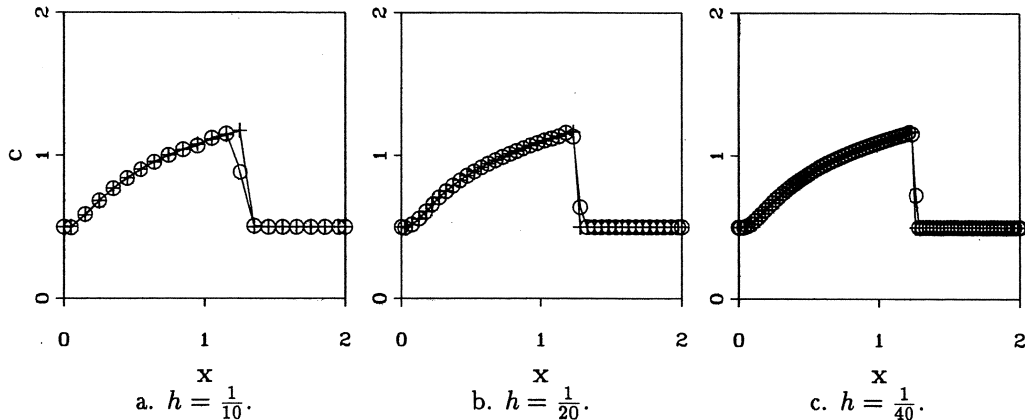 2
1
0
c
0 1 2
x
a. h = 1/10.
2
1
0
0 1 2
x
b. h = 1/20.
2
1
0
0 1 2
x
c. h = 1/40.